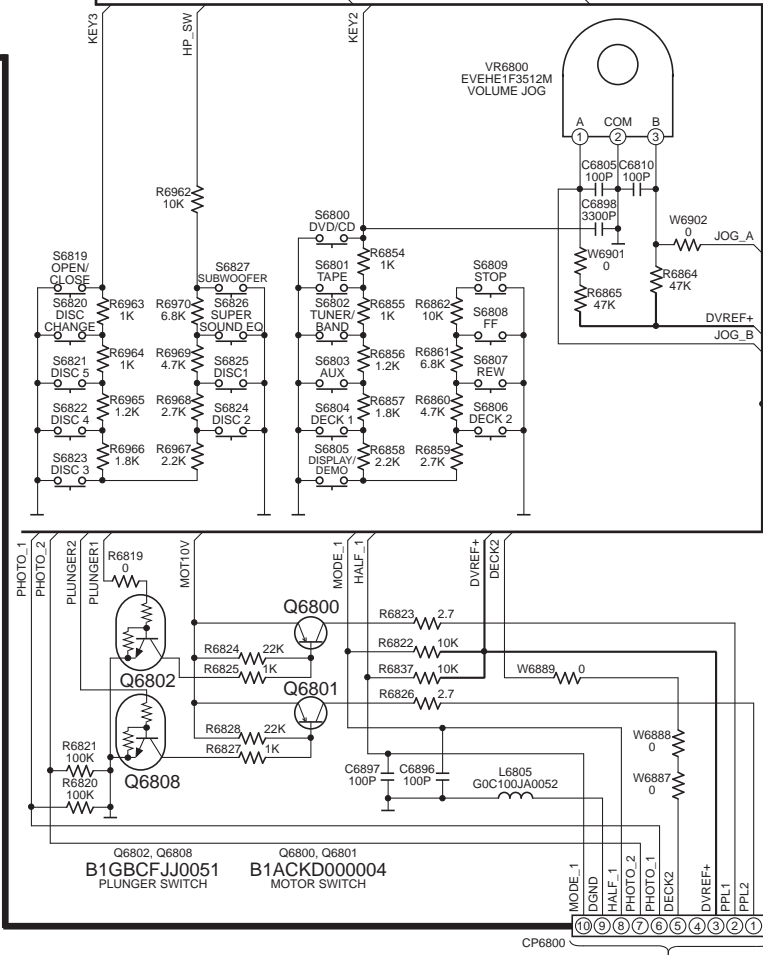 KEY3
HP_SW
KEY2
VR6800
EVEHE1F3512M
VOLUME JOG
A COM B
1 2 3
C6805 C6810
100P 100P
C6898
3300P
R6962
10K
S6800
DVD/CD
W6902
0
JOG_A
R6854
1K
W6901
0
S6819
OPEN/
CLOSE
S6827
SUBWOOFER
S6801
TAPE
S6809
STOP
R6864
47K
R6865
47K
S6820
DISC
CHANGE
R6963
1K
R6970
6.8K
S6826
SUPER
SOUND EQ
S6802
TUNER/
BAND
R6855
1K
R6862
10K
S6808
FF
DVREF+
JOG_B
S6821
DISC 5
R6964
1K
R6969
4.7K
S6825
DISC1
S6803
AUX
R6856
1.2K
R6861
6.8K
S6807
REW
S6822
DISC 4
R6965
1.2K
R6968
2.7K
S6824
DISC 2
S6804
DECK 1
R6857
1.8K
R6860
4.7K
S6806
DECK 2
S6823
DISC 3
R6966
1.8K
R6967
2.2K
S6805
DISPLAY/
DEMO
R6858
2.2K
R6859
2.7K
PHOTO_1
PHOTO_2
PLUNGER2
PLUNGER1
R6819
0
MOT10V
MODE_1
HALF_1
DVREF+
DECK2
Q6800
R6823 2.7
R6824 22K
R6825 1K
R6822 10K
Q6802
R6837 10K
W6889 0
Q6801
R6826 2.7
R6828 22K
R6827 1K
W6888
0
R6821
100K
Q6808
R6820
100K
C6897
100P
C6896
100P
L6805
G0C100JA0052
W6887
0
Q6802, Q6808
B1GBCFJJ0051
PLUNGER SWITCH
Q6800, Q6801
B1ACKD000004
MOTOR SWITCH
MODE_1
DGND
HALF_1
PHOTO_2
PHOTO_1
DECK2
DVREF+
PPL1
PPL2
10 9 8 7 6 5 4 3 2 1
CP6800